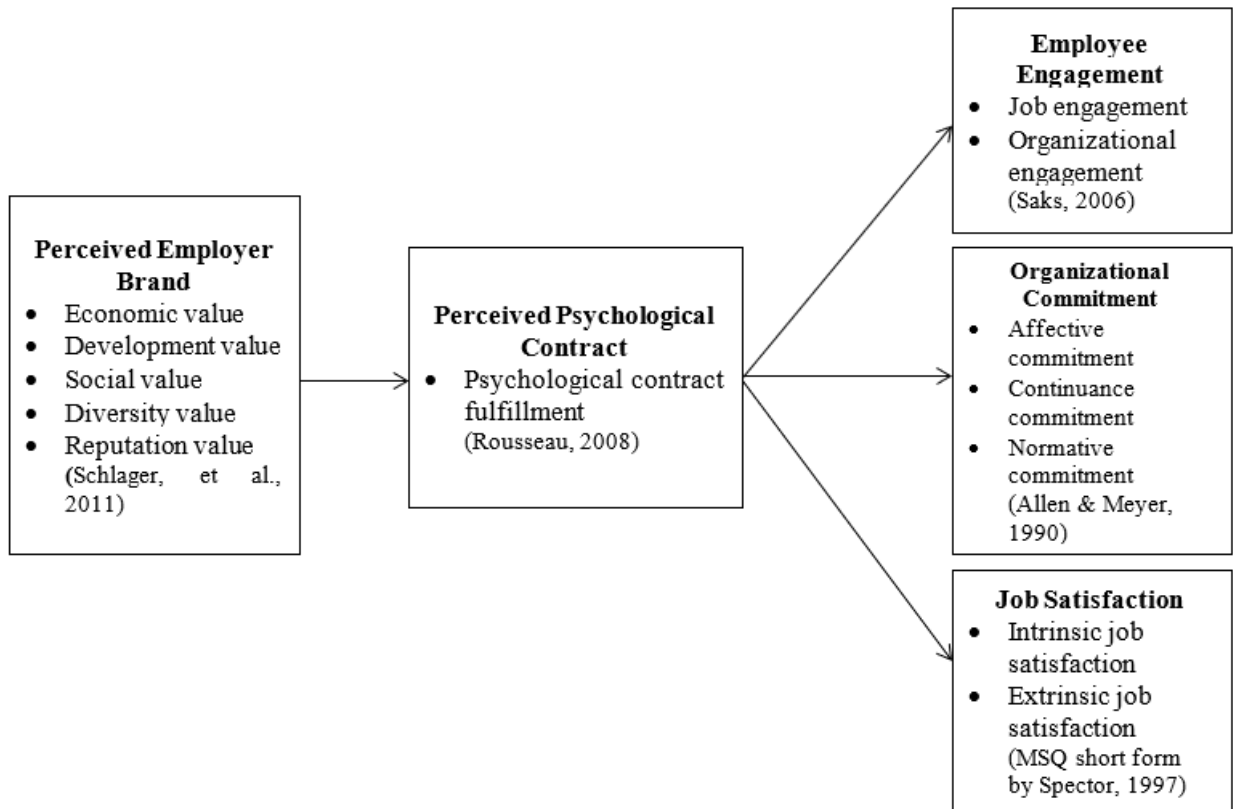 Perceived Employer
Brand
• Economic value
• Development value
• Social value
• Diversity value
• Reputation value
(Schlager, et al.,
2011)
Perceived Psychological
Contract
• Psychological contract
fulfillment
(Rousseau, 2008)
Employee
Engagement
• Job engagement
• Organizational
engagement
(Saks, 2006)
Organizational
Commitment
• Affective
commitment
• Continuance
commitment
• Normative
commitment
(Allen & Meyer,
1990)
Job Satisfaction
• Intrinsic job
satisfaction
• Extrinsic job
satisfaction
(MSQ short form
by Spector, 1997)